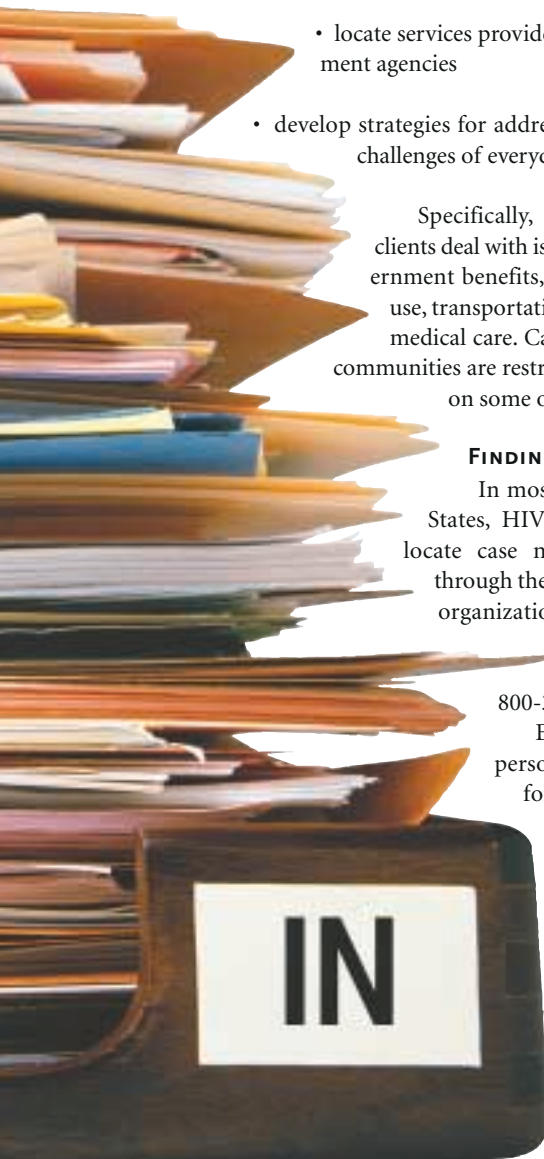 • locate services provide
ment agencies
• develop strategies for addre
challenges of everyd
Specifically,
clients deal with is
ernment benefits,
use, transportati
medical care. Ca
communities are restr
on some o
FINDIN
In mos
States, HIV
locate case m
through the
organizatio
800-
E
perso
fo
IN